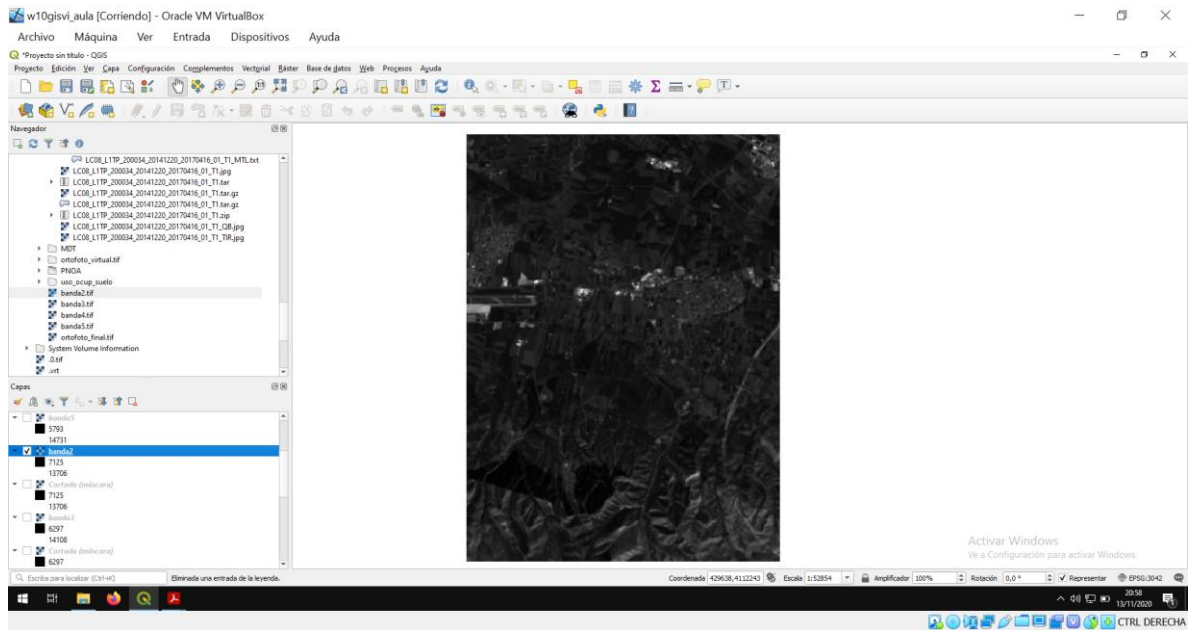 w10gisvi_aula [Corriendo] - Oracle VM VirtualBox
Archivo Máquina Ver Entrada Dispositivos Ayuda
*Proyecto sin título - QGIS
Proyecto Edición Ver Capa Configuración Complementos Vectorial Ráster Base de datos Web Procesos Ayuda
Navegador
LC08_L1TP_200034_20141220_20170416_01_T1_MTL.txt
LC08_L1TP_200034_20141220_20170416_01_T1.jpg
LC08_L1TP_200034_20141220_20170416_01_T1.tar
LC08_L1TP_200034_20141220_20170416_01_T1.tar.gz
LC08_L1TP_200034_20141220_20170416_01_T1.tar.gz
LC08_L1TP_200034_20141220_20170416_01_T1.zip
LC08_L1TP_200034_20141220_20170416_01_T1_QB.jpg
LC08_L1TP_200034_20141220_20170416_01_T1_TIR.jpg
MDT
ortofoto_virtual.tif
PNOA
uso_ocup_suelo
banda2.tif
banda3.tif
banda4.tif
banda5.tif
ortofoto_final.tif
System Volume Information
.0.tif
.vrt
Capas
banda5
5793
14731
banda2
7125
13706
Cortado (máscara)
7125
13706
banda3
6297
14108
Cortado (máscara)
6297
Activar Windows
Ve a Configuración para activar Windows.
Escriba para localizar (Ctrl+K) Eliminada una entrada de la leyenda. Coordenada 429638,4112243 Escala 1:52854 Amplificador 100% Rotación 0,0 ° Representar EPSG:3042
20:58
13/11/2020
CTRL DERECHA